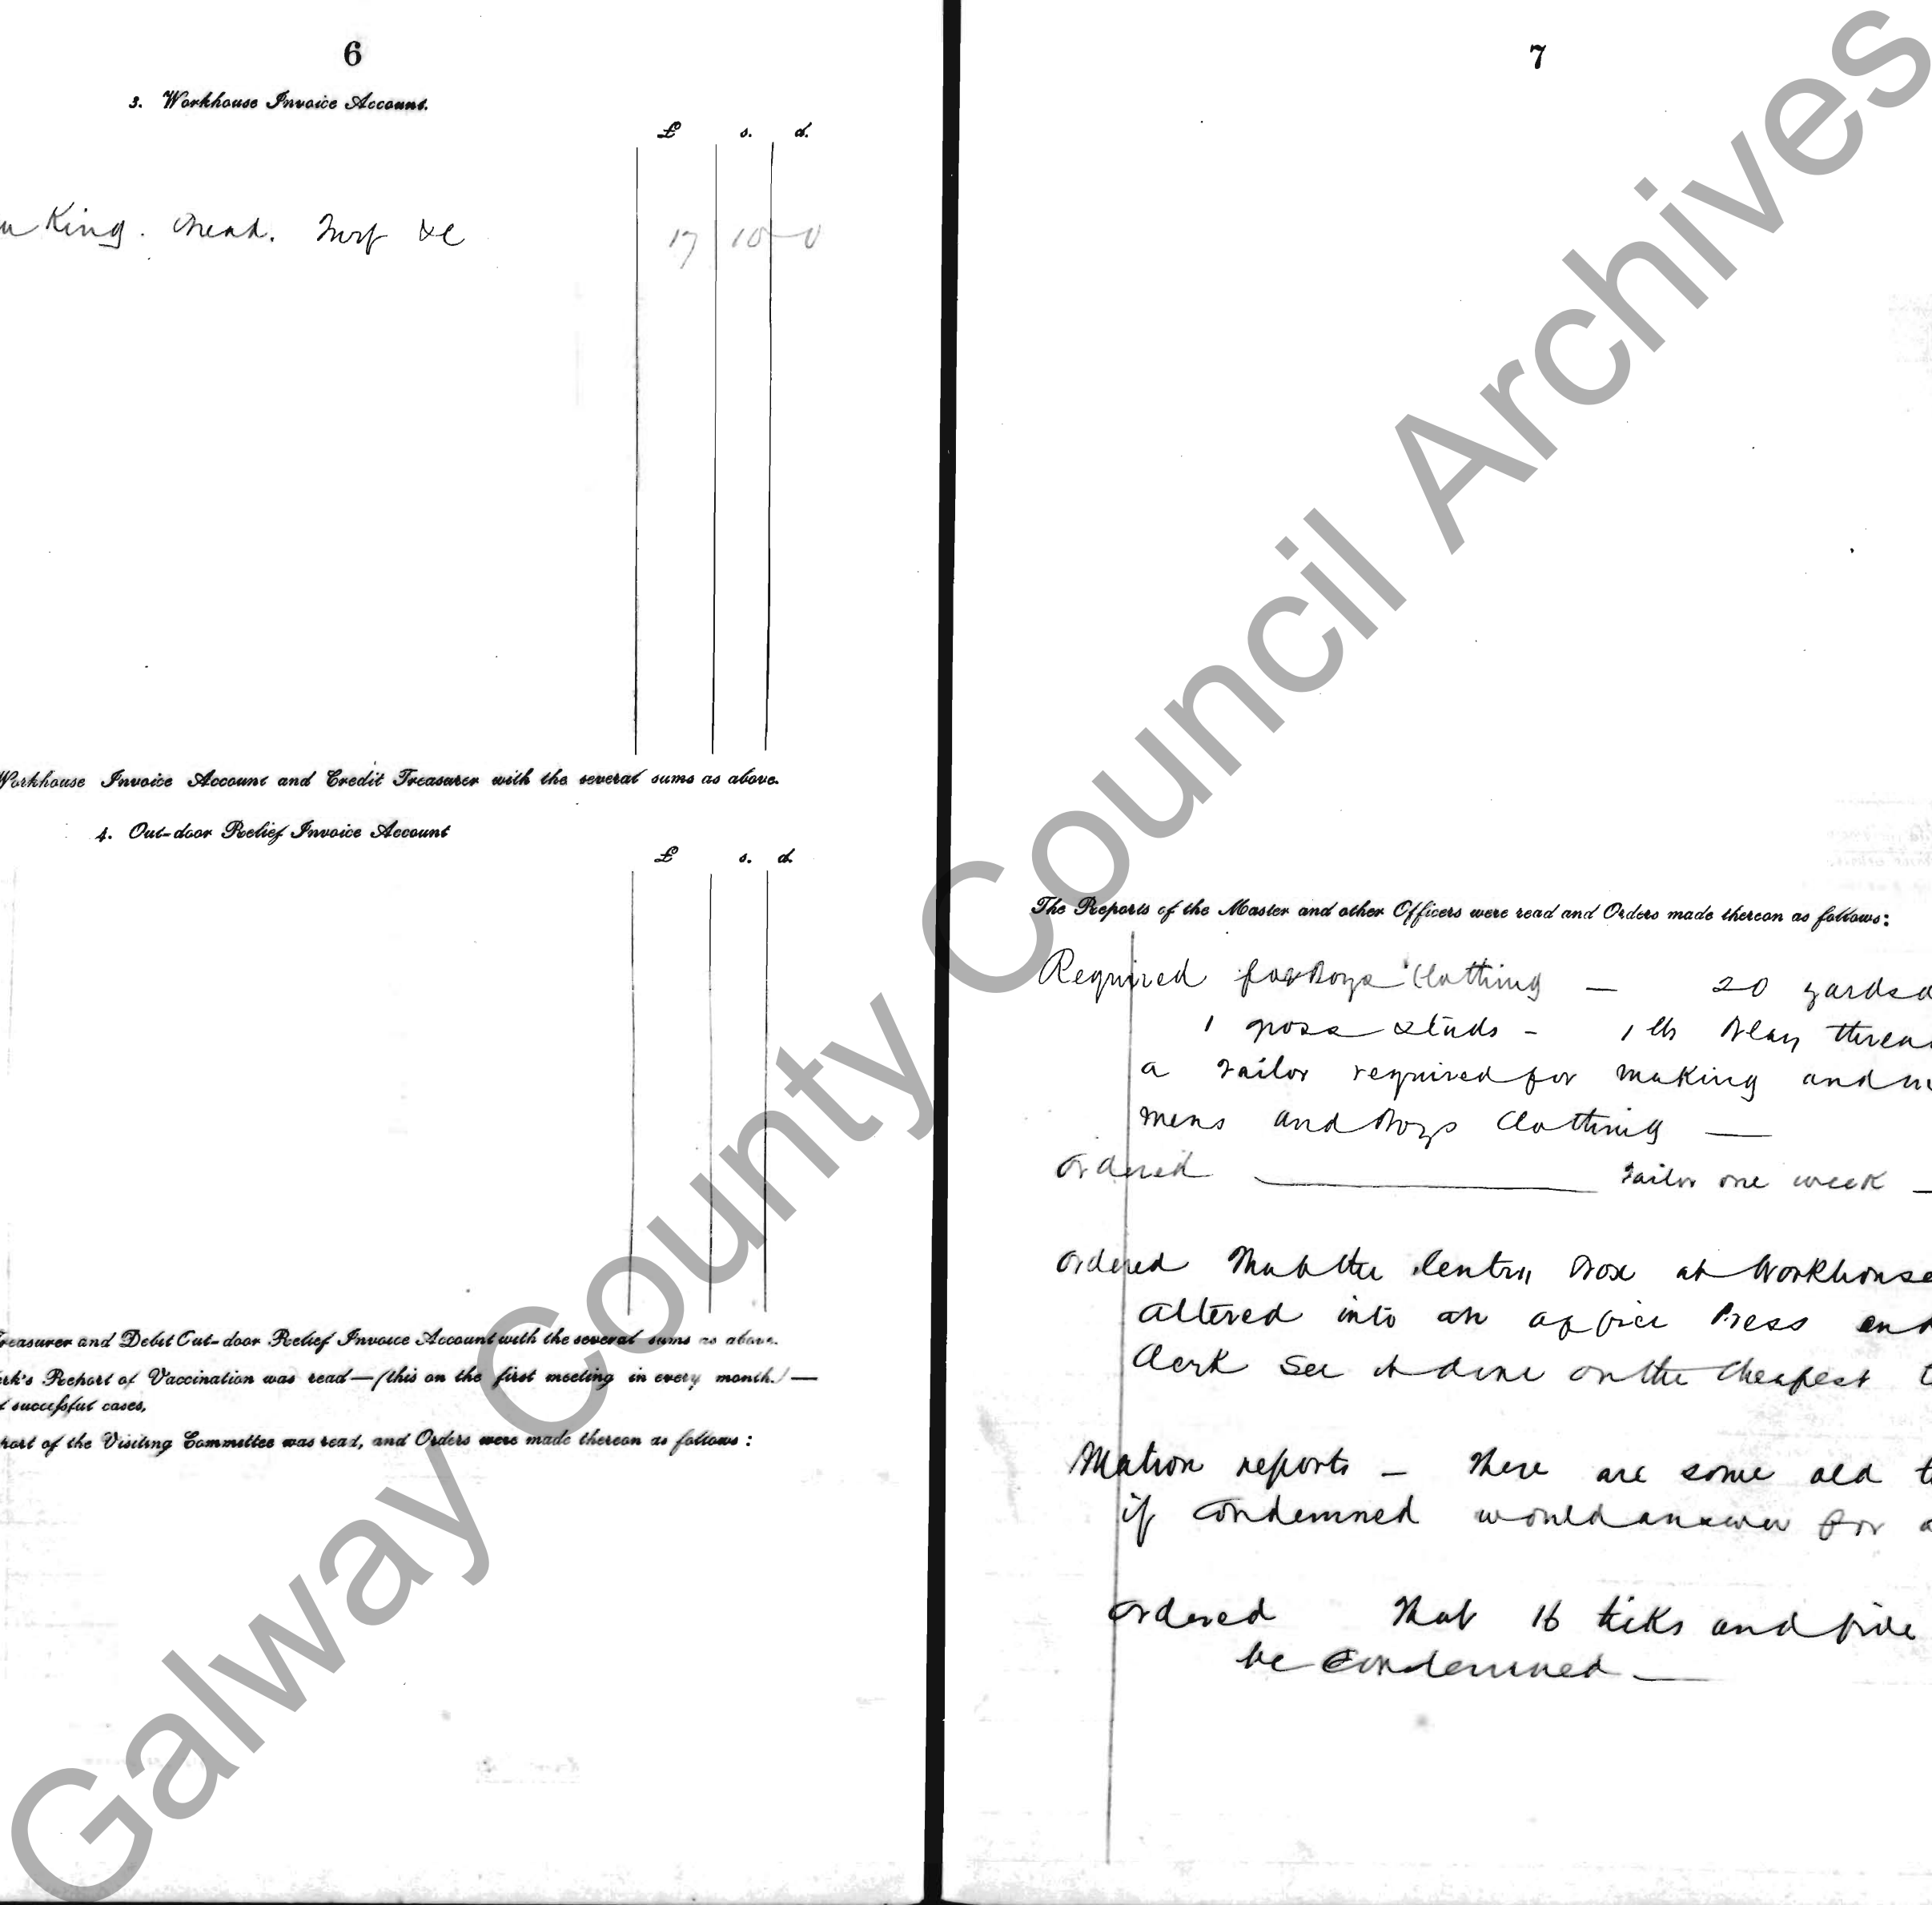 6
3. Workhouse Invoice Account.
£ s. d.
King. Bread. Turf &c 17 10 0
Workhouse Invoice Account and Credit Treasurer with the several sums as above.
4. Out-door Relief Invoice Account
£ s. d.
Treasurer and Debit Out-door Relief Invoice Account with the several sums as above.
rk's Report of Vaccination was read—(this on the first meeting in every month.)—
successful cases,
port of the Visiting Committee was read, and Orders were made thereon as follows:
7
The Reports of the Master and other Officers were read and Orders made thereon as follows:
Required for Boys Clothing — 20 yards
1 gross studs - 1 lb threa
a Tailor required for making and
mens and Boys Clothing —
Ordered — Tailor one week —
Ordered That the Sentry Box at Workhouse
altered into an office Press and
Clerk see it done on the cheapest
Matron reports — There are some old
if condemned would answer for
Ordered That 16 ticks and five
be condemned —
Galway County Council Archives